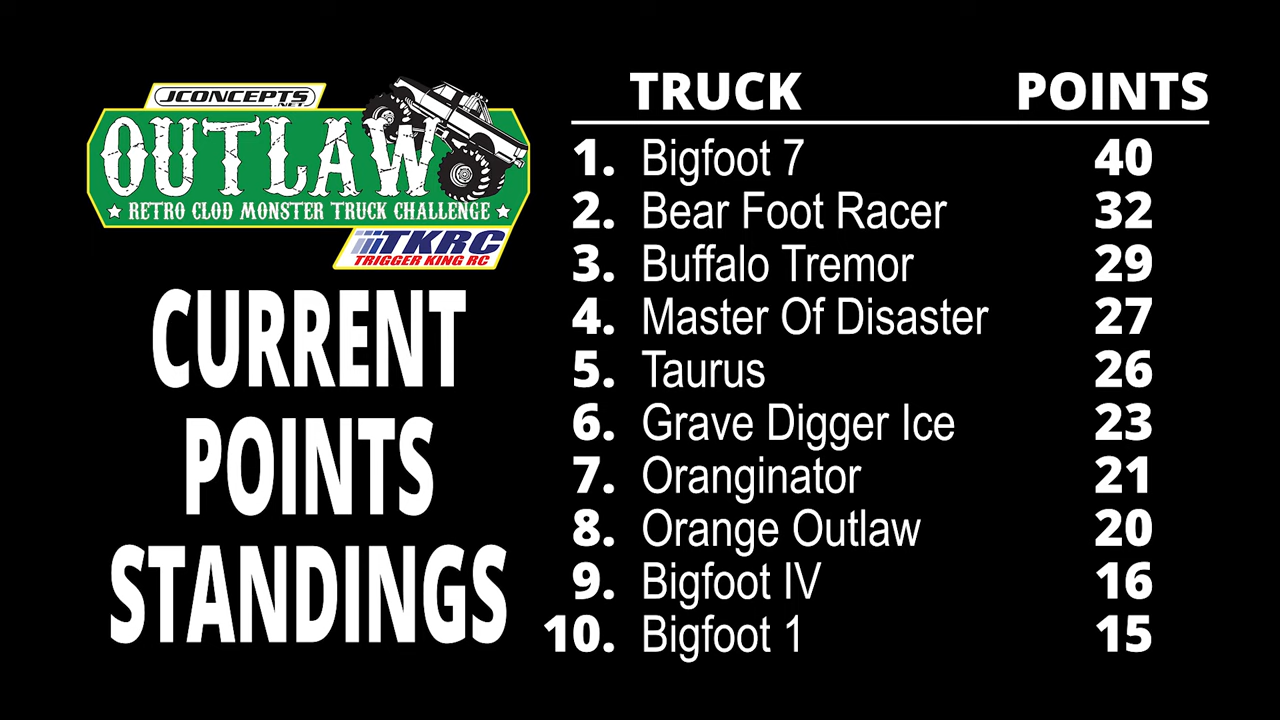 JCONCEPTS
.NET
OUTLAW
★ RETRO CLOD MONSTER TRUCK CHALLENGE ★
TKRC
TRIGGER KING RC
CURRENT
POINTS
STANDINGS
TRUCK POINTS
1. Bigfoot 7 40
2. Bear Foot Racer 32
3. Buffalo Tremor 29
4. Master Of Disaster 27
5. Taurus 26
6. Grave Digger Ice 23
7. Oranginator 21
8. Orange Outlaw 20
9. Bigfoot IV 16
10. Bigfoot 1 15